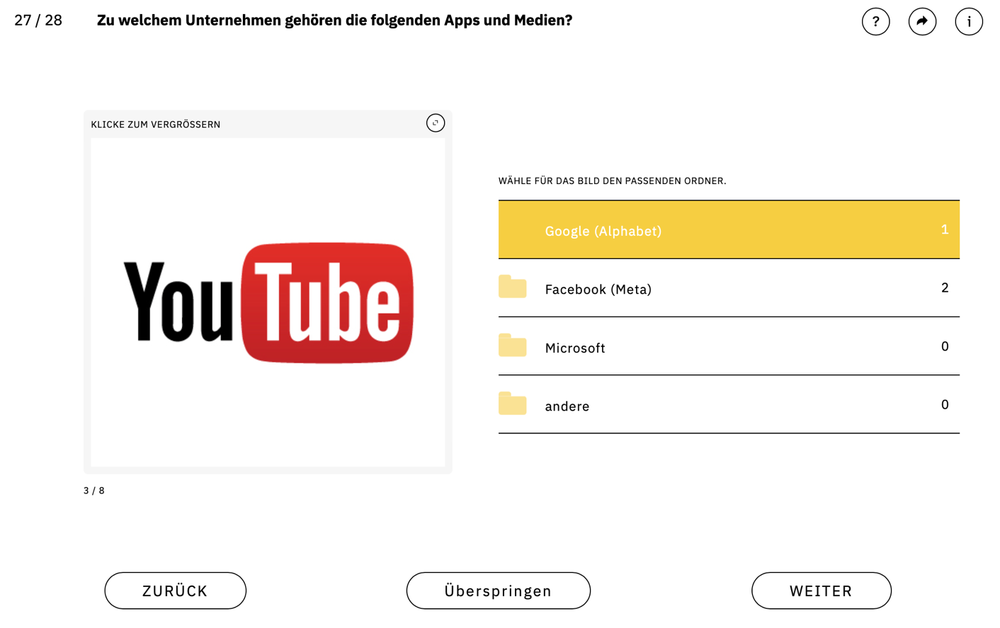 27 / 28
Zu welchem Unternehmen gehören die folgenden Apps und Medien?
?
i
KLICKE ZUM VERGRÖSSERN
YouTube
3 / 8
WÄHLE FÜR DAS BILD DEN PASSENDEN ORDNER.
Google (Alphabet) 1
Facebook (Meta) 2
Microsoft 0
andere 0
ZURÜCK
Überspringen
WEITER